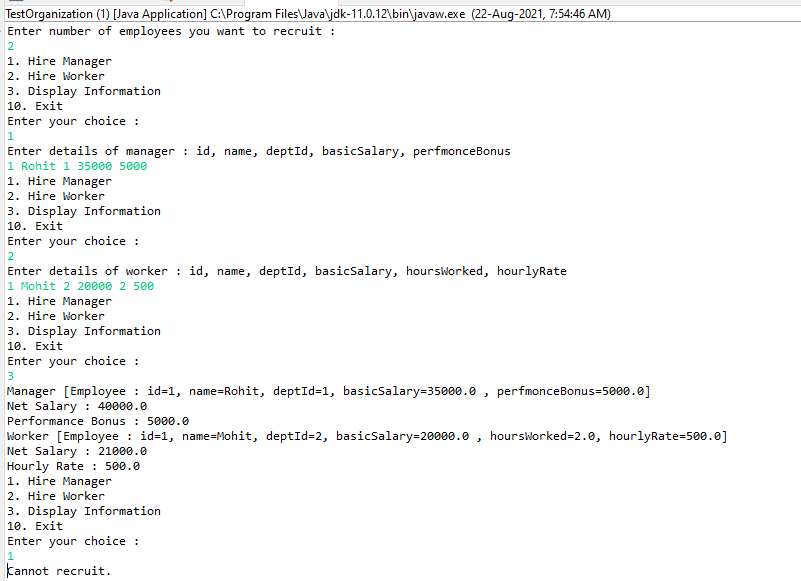 TestOrganization (1) [Java Application] C:\Program Files\Java\jdk-11.0.12\bin\javaw.exe (22-Aug-2021, 7:54:46 AM)
Enter number of employees you want to recruit :
2
1. Hire Manager
2. Hire Worker
3. Display Information
10. Exit
Enter your choice :
1
Enter details of manager : id, name, deptId, basicSalary, perfmonceBonus
1 Rohit 1 35000 5000
1. Hire Manager
2. Hire Worker
3. Display Information
10. Exit
Enter your choice :
2
Enter details of worker : id, name, deptId, basicSalary, hoursWorked, hourlyRate
1 Mohit 2 20000 2 500
1. Hire Manager
2. Hire Worker
3. Display Information
10. Exit
Enter your choice :
3
Manager [Employee : id=1, name=Rohit, deptId=1, basicSalary=35000.0 , perfmonceBonus=5000.0]
Net Salary : 40000.0
Performance Bonus : 5000.0
Worker [Employee : id=1, name=Mohit, deptId=2, basicSalary=20000.0 , hoursWorked=2.0, hourlyRate=500.0]
Net Salary : 21000.0
Hourly Rate : 500.0
1. Hire Manager
2. Hire Worker
3. Display Information
10. Exit
Enter your choice :
1
Cannot recruit.